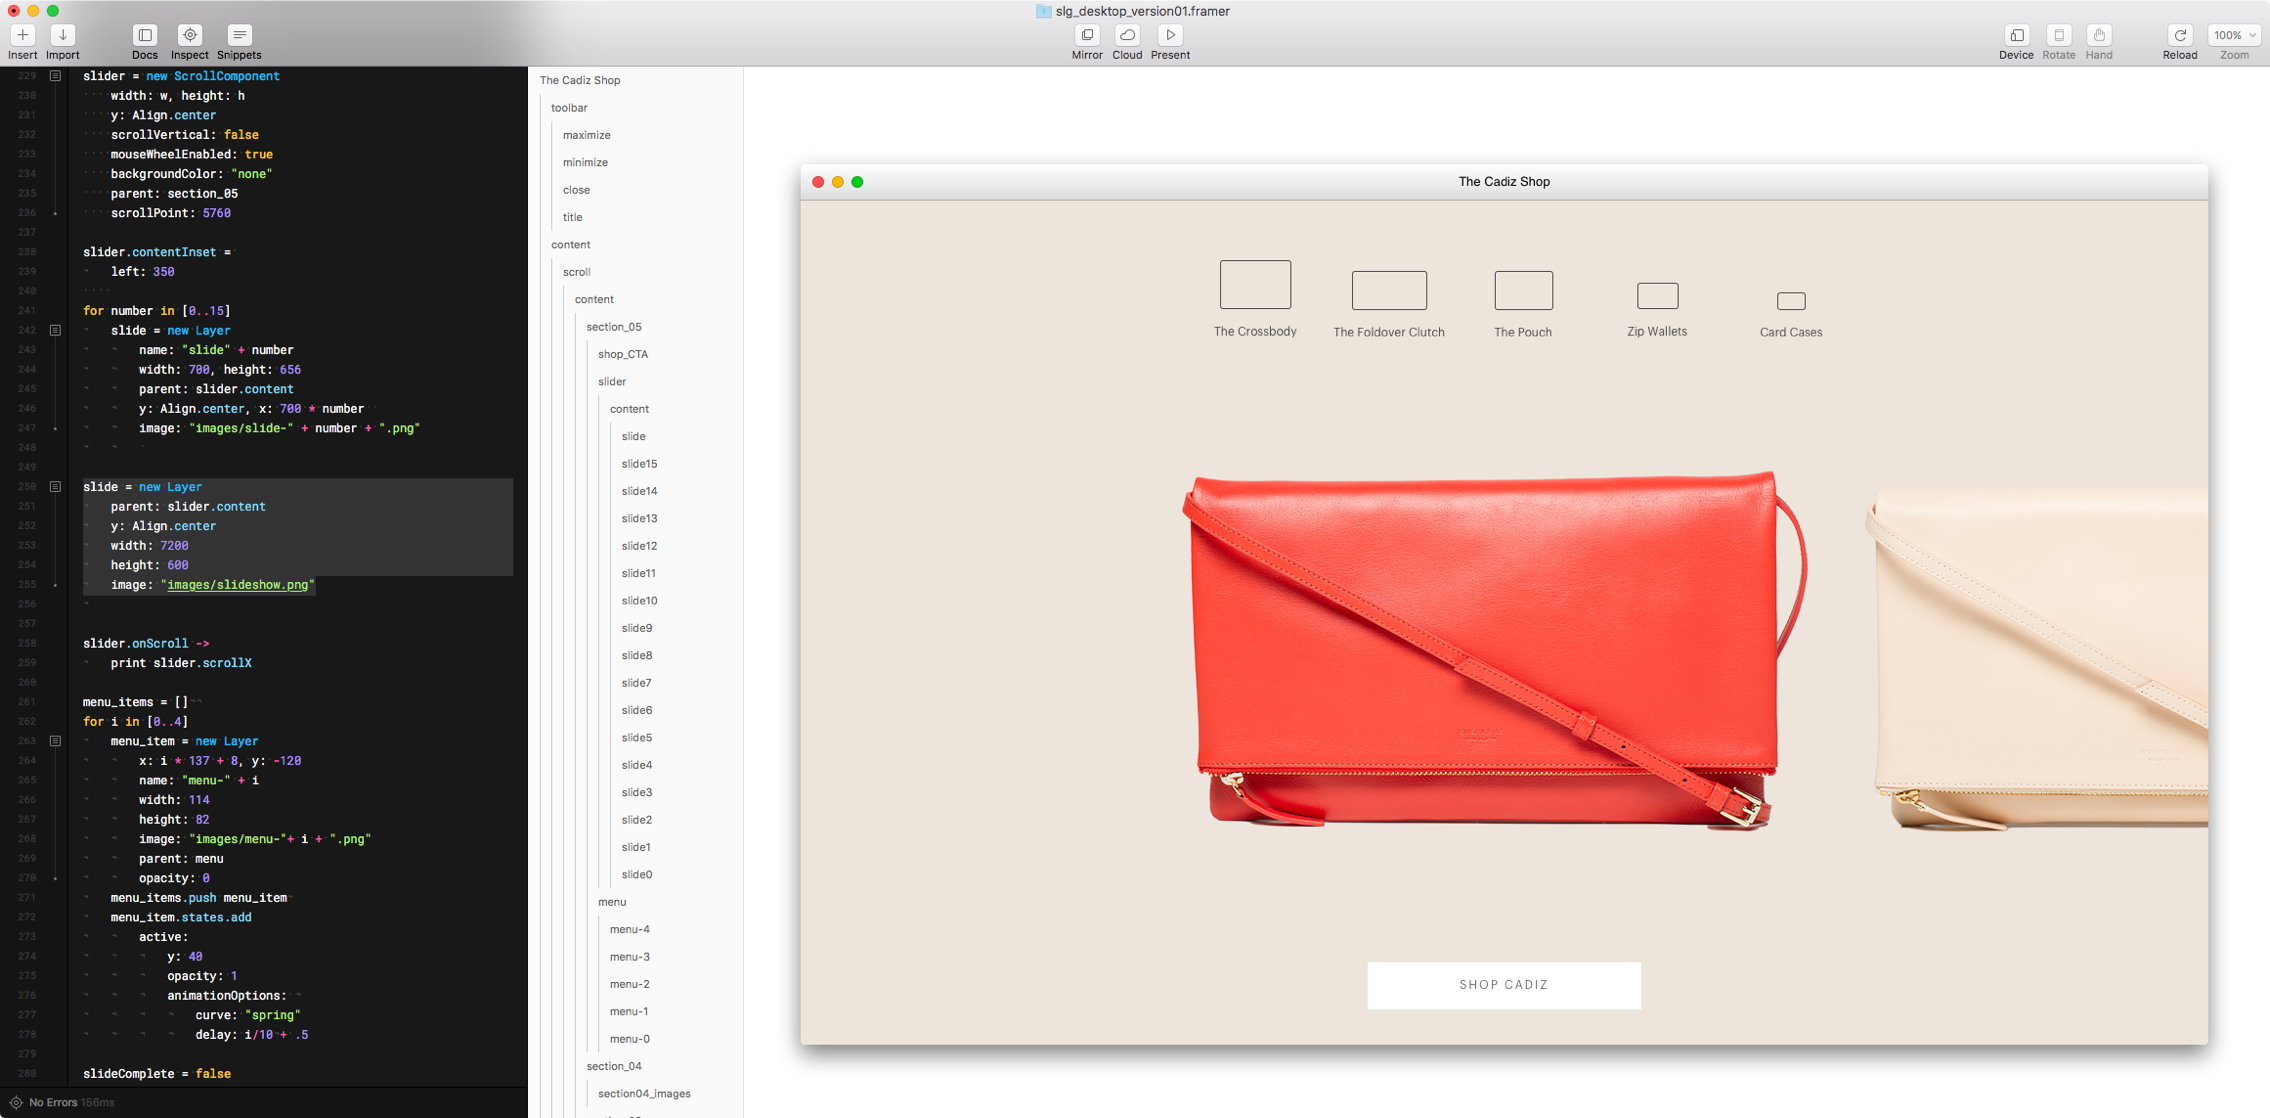 slg_desktop_version01.framer
Insert Import Docs Inspect Snippets Mirror Cloud Present Device Rotate Hand Reload 100% Zoom
229 slider = new ScrollComponent
230 width: w, height: h
231 y: Align.center
232 scrollVertical: false
233 mouseWheelEnabled: true
234 backgroundColor: "none"
235 parent: section_05
236 scrollPoint: 5760
237
238 slider.contentInset =
239 left: 350
240
241 for number in [0..15]
242 slide = new Layer
243 name: "slide" + number
244 width: 700, height: 656
245 parent: slider.content
246 y: Align.center, x: 700 * number
247 image: "images/slide-" + number + ".png"
248
249
250 slide = new Layer
251 parent: slider.content
252 y: Align.center
253 width: 7200
254 height: 600
255 image: "images/slideshow.png"
256
257
258 slider.onScroll ->
259 print slider.scrollX
260
261 menu_items = []
262 for i in [0..4]
263 menu_item = new Layer
264 x: i * 137 + 8, y: -120
265 name: "menu-" + i
266 width: 114
267 height: 82
268 image: "images/menu-"+ i + ".png"
269 parent: menu
270 opacity: 0
271 menu_items.push menu_item
272 menu_item.states.add
273 active:
274 y: 40
275 opacity: 1
276 animationOptions:
277 curve: "spring"
278 delay: i/10 + .5
279
280 slideComplete = false
No Errors 156ms
The Cadiz Shop
toolbar
maximize
minimize
close
title
content
scroll
content
section_05
shop_CTA
slider
content
slide
slide15
slide14
slide13
slide12
slide11
slide10
slide9
slide8
slide7
slide6
slide5
slide4
slide3
slide2
slide1
slide0
menu
menu-4
menu-3
menu-2
menu-1
menu-0
section_04
section04_images
The Cadiz Shop
The Crossbody The Foldover Clutch The Pouch Zip Wallets Card Cases
SHOP CADIZ